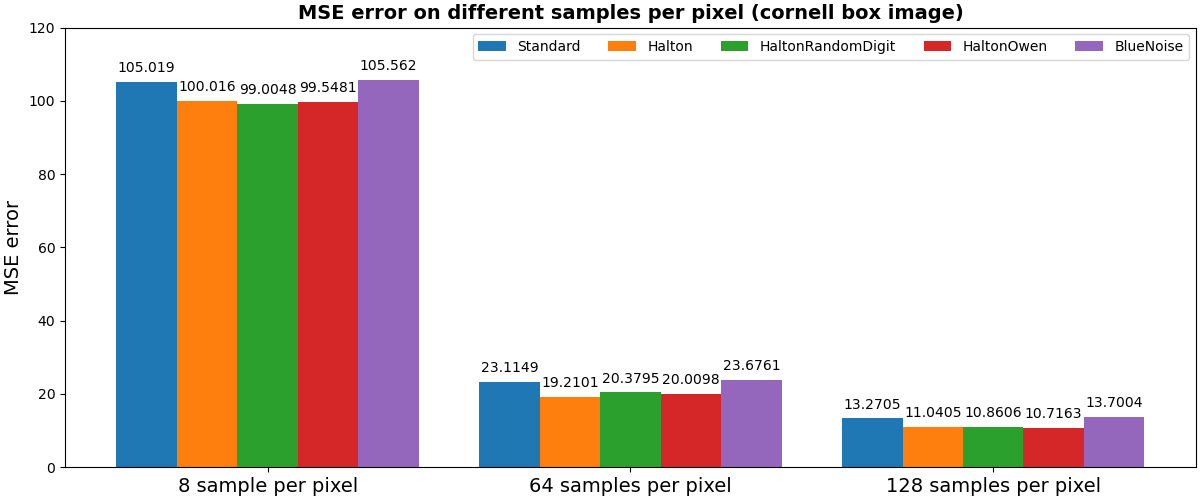 MSE error on different samples per pixel (cornell box image)
MSE error
120
100
80
60
40
20
0
Standard Halton HaltonRandomDigit HaltonOwen BlueNoise
105.019 100.016 99.0048 99.5481 105.562
23.1149 19.2101 20.3795 20.0098 23.6761
13.2705 11.0405 10.8606 10.7163 13.7004
8 sample per pixel 64 samples per pixel 128 samples per pixel